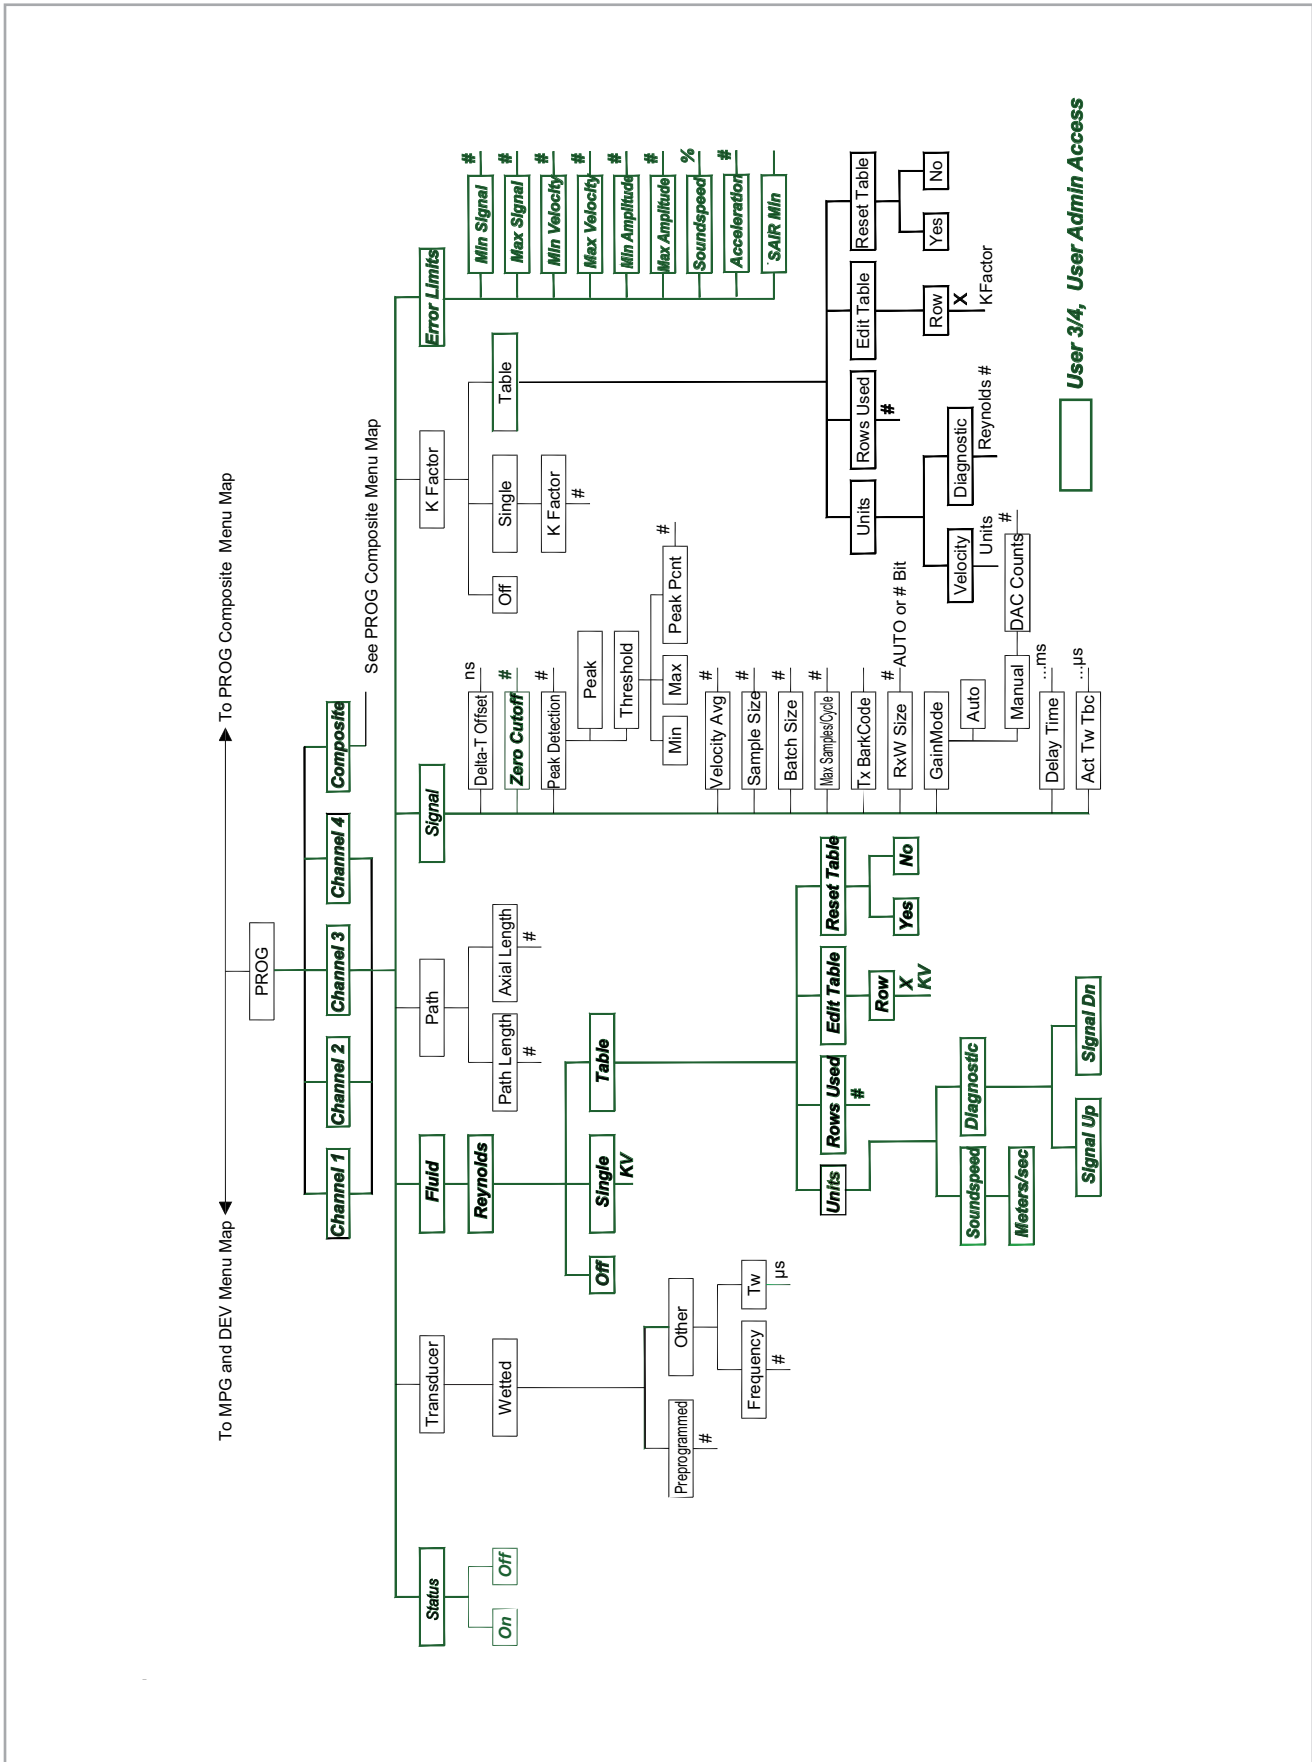 To MPG and DEV Menu Map
To PROG Composite Menu Map
PROG
Channel 1
Channel 2
Channel 3
Channel 4
Composite
See PROG Composite Menu Map
Status
On
Off
Transducer
Wetted
Preprogrammed
#
Other
Frequency
#
Tw
µs
Fluid
Reynolds
Off
Single
KV
Table
Units
Soundspeed
Meters/sec
Diagnostic
Signal Up
Signal Dn
Rows Used
#
Edit Table
Row
X
KV
Reset Table
Yes
No
Path
Path Length
#
Axial Length
#
Signal
Delta-T Offset
ns
Zero Cutoff
#
Peak Detection
#
Peak
Threshold
Min
Max
Peak Pcnt
#
Velocity Avg
#
Sample Size
#
Batch Size
#
Max Samples/Cycle
#
Tx BarkCode
RxW Size
#
AUTO or # Bit
GainMode
Auto
Manual
DAC Counts
#
Delay Time
...ms
Act Tw Tbc
...µs
K Factor
Off
Single
K Factor
#
Table
Units
Velocity
Units
Diagnostic
Reynolds #
Rows Used
#
Edit Table
Row
X
KFactor
Reset Table
Yes
No
Error Limits
Min Signal
#
Max Signal
#
Min Velocity
#
Max Velocity
#
Min Amplitude
#
Max Amplitude
#
Soundspeed
%
Acceleration
#
SAIR Min
User 3/4, User Admin Access